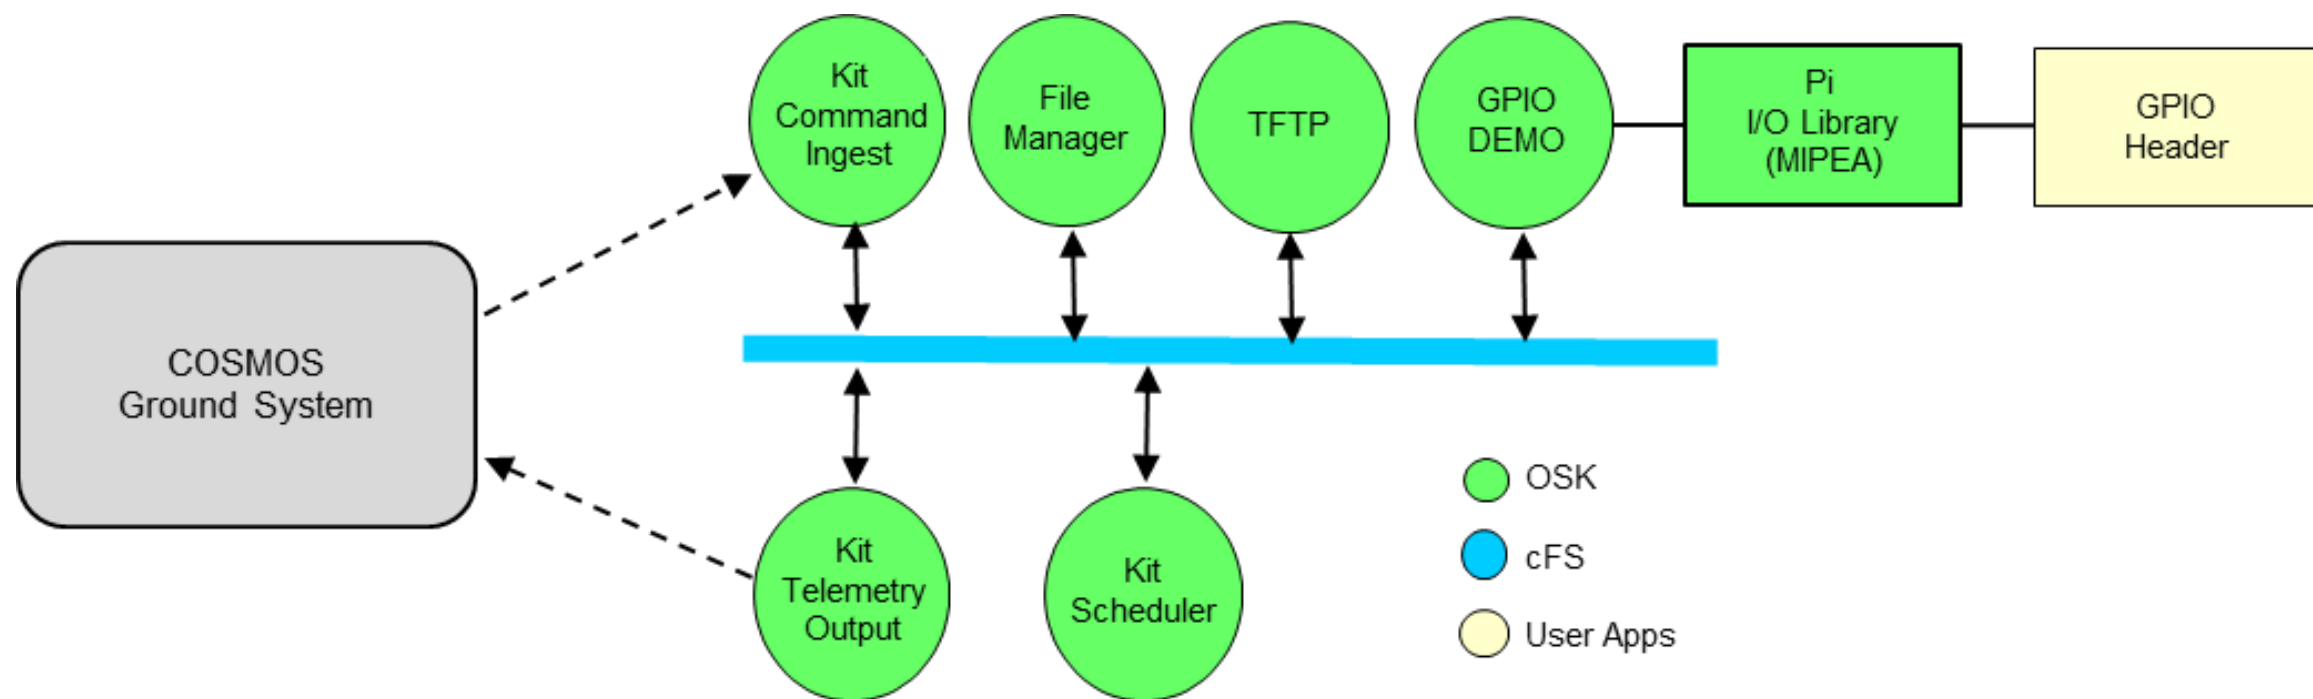 Kit
Command
Ingest
File
Manager
TFTP
GPIO
DEMO
Pi
I/O Library
(MIPEA)
GPIO
Header
COSMOS
Ground System
Kit
Telemetry
Output
Kit
Scheduler
OSK
cFS
User Apps